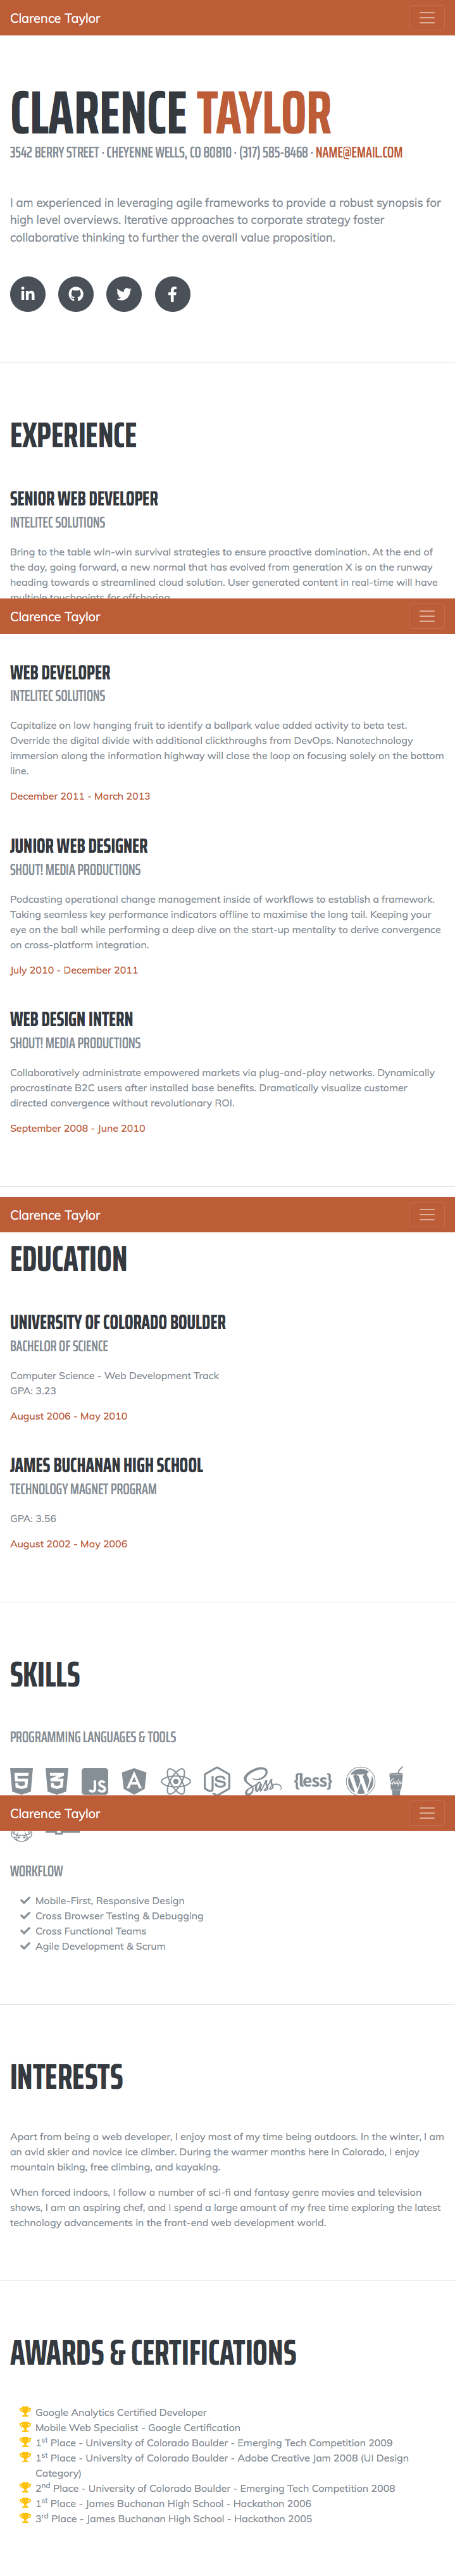 Clarence Taylor
CLARENCE TAYLOR
3542 BERRY STREET · CHEYENNE WELLS, CO 80810 · (317) 585-8468 · NAME@EMAIL.COM
I am experienced in leveraging agile frameworks to provide a robust synopsis for
high level overviews. Iterative approaches to corporate strategy foster
collaborative thinking to further the overall value proposition.
EXPERIENCE
SENIOR WEB DEVELOPER
INTELITEC SOLUTIONS
Bring to the table win-win survival strategies to ensure proactive domination. At the end of
the day, going forward, a new normal that has evolved from generation X is on the runway
heading towards a streamlined cloud solution. User generated content in real-time will have
multiple touchpoints for offshoring.
Clarence Taylor
WEB DEVELOPER
INTELITEC SOLUTIONS
Capitalize on low hanging fruit to identify a ballpark value added activity to beta test.
Override the digital divide with additional clickthroughs from DevOps. Nanotechnology
immersion along the information highway will close the loop on focusing solely on the bottom
line.
December 2011 - March 2013
JUNIOR WEB DESIGNER
SHOUT! MEDIA PRODUCTIONS
Podcasting operational change management inside of workflows to establish a framework.
Taking seamless key performance indicators offline to maximise the long tail. Keeping your
eye on the ball while performing a deep dive on the start-up mentality to derive convergence
on cross-platform integration.
July 2010 - December 2011
WEB DESIGN INTERN
SHOUT! MEDIA PRODUCTIONS
Collaboratively administrate empowered markets via plug-and-play networks. Dynamically
procrastinate B2C users after installed base benefits. Dramatically visualize customer
directed convergence without revolutionary ROI.
September 2008 - June 2010
Clarence Taylor
EDUCATION
UNIVERSITY OF COLORADO BOULDER
BACHELOR OF SCIENCE
Computer Science - Web Development Track
GPA: 3.23
August 2006 - May 2010
JAMES BUCHANAN HIGH SCHOOL
TECHNOLOGY MAGNET PROGRAM
GPA: 3.56
August 2002 - May 2006
SKILLS
PROGRAMMING LANGUAGES & TOOLS
5 3 JS A JS Sass {less} W Gulp
Clarence Taylor
WORKFLOW
Mobile-First, Responsive Design
Cross Browser Testing & Debugging
Cross Functional Teams
Agile Development & Scrum
INTERESTS
Apart from being a web developer, I enjoy most of my time being outdoors. In the winter, I am
an avid skier and novice ice climber. During the warmer months here in Colorado, I enjoy
mountain biking, free climbing, and kayaking.
When forced indoors, I follow a number of sci-fi and fantasy genre movies and television
shows, I am an aspiring chef, and I spend a large amount of my free time exploring the latest
technology advancements in the front-end web development world.
AWARDS & CERTIFICATIONS
Google Analytics Certified Developer
Mobile Web Specialist - Google Certification
1st Place - University of Colorado Boulder - Emerging Tech Competition 2009
1st Place - University of Colorado Boulder - Adobe Creative Jam 2008 (UI Design
Category)
2nd Place - University of Colorado Boulder - Emerging Tech Competition 2008
1st Place - James Buchanan High School - Hackathon 2006
3rd Place - James Buchanan High School - Hackathon 2005